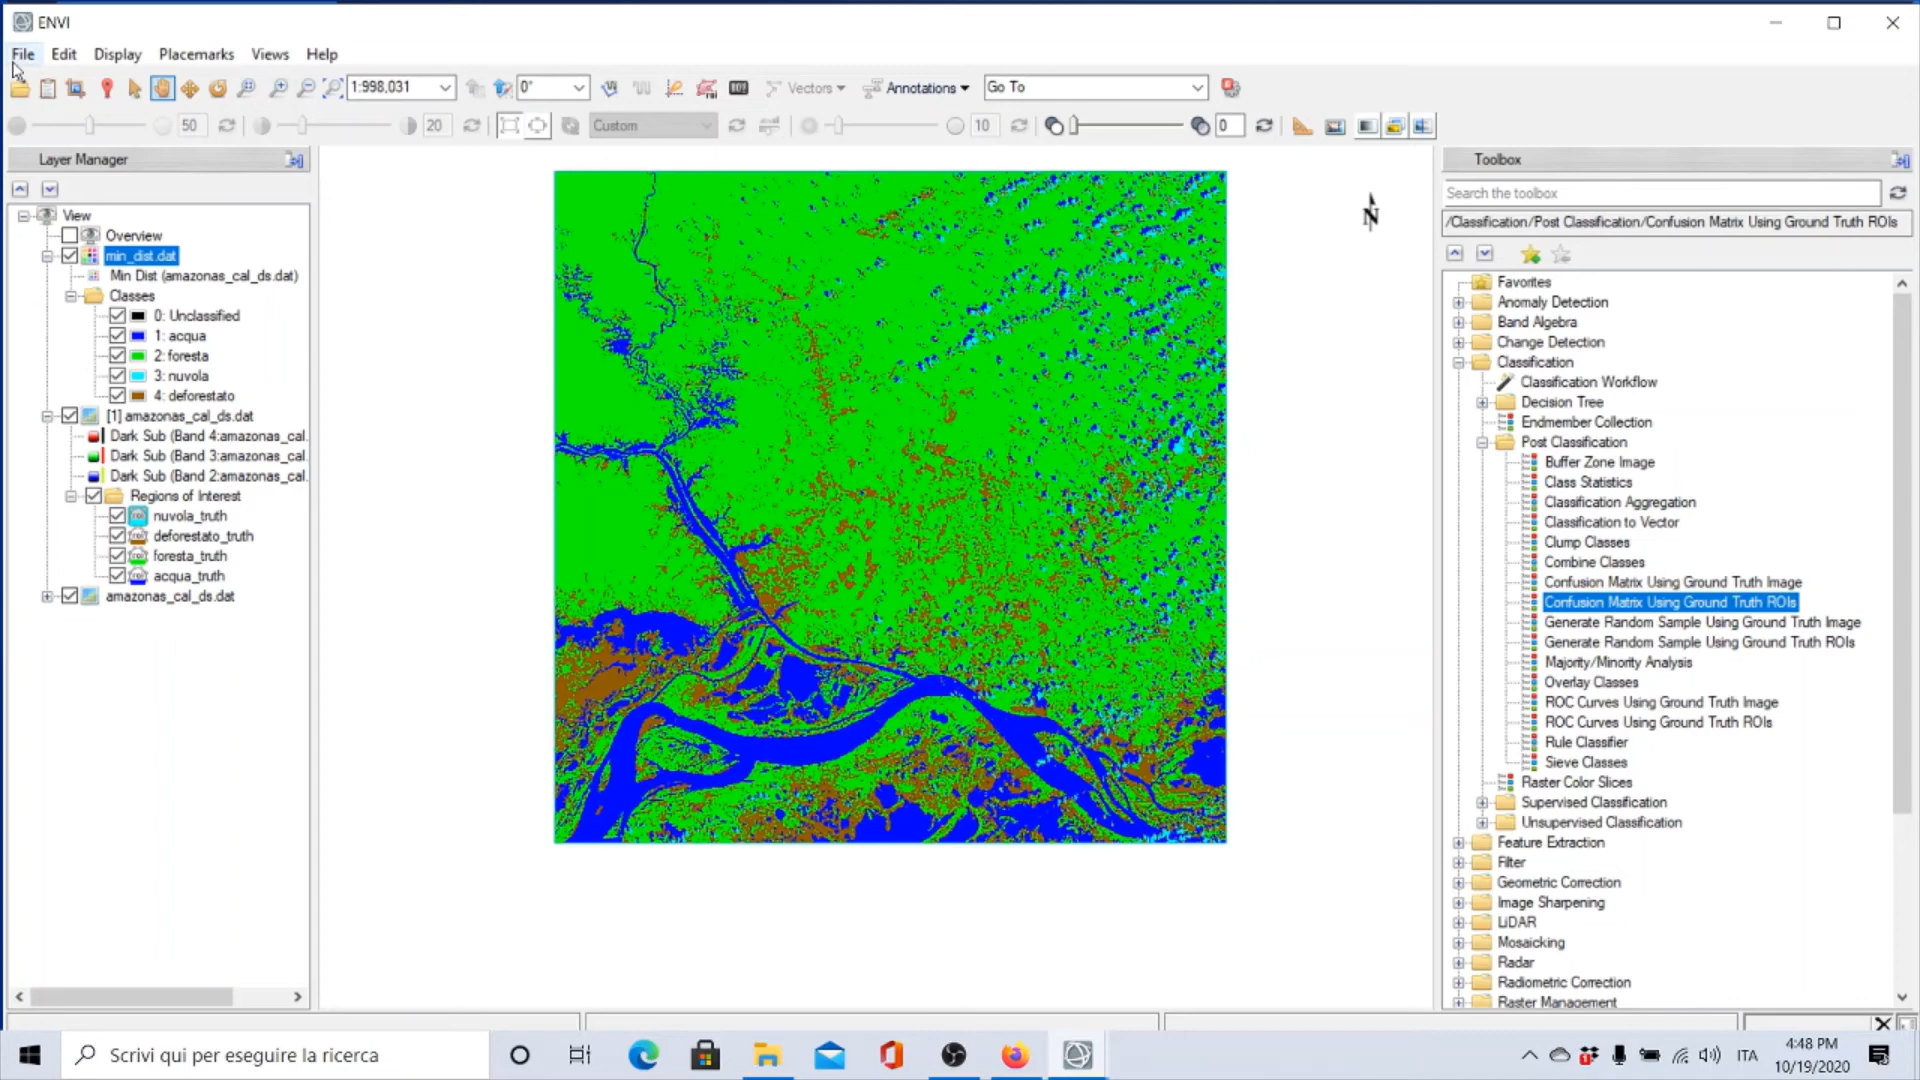 ENVI
File Edit Display Placemarks Views Help
1:998,031 0° Vectors Annotations Go To
50 20 Custom 10 0
Layer Manager
View
Overview
min_dist.dat
Min Dist (amazonas_cal_ds.dat)
Classes
0: Unclassified
1: acqua
2: foresta
3: nuvola
4: deforestato
[1] amazonas_cal_ds.dat
Dark Sub (Band 4:amazonas_cal.
Dark Sub (Band 3:amazonas_cal.
Dark Sub (Band 2:amazonas_cal.
Regions of Interest
nuvola_truth
deforestato_truth
foresta_truth
acqua_truth
amazonas_cal_ds.dat
N
Toolbox
Search the toolbox
/Classification/Post Classification/Confusion Matrix Using Ground Truth ROIs
Favorites
Anomaly Detection
Band Algebra
Change Detection
Classification
Classification Workflow
Decision Tree
Endmember Collection
Post Classification
Buffer Zone Image
Class Statistics
Classification Aggregation
Classification to Vector
Clump Classes
Combine Classes
Confusion Matrix Using Ground Truth Image
Confusion Matrix Using Ground Truth ROIs
Generate Random Sample Using Ground Truth Image
Generate Random Sample Using Ground Truth ROIs
Majority/Minority Analysis
Overlay Classes
ROC Curves Using Ground Truth Image
ROC Curves Using Ground Truth ROIs
Rule Classifier
Sieve Classes
Raster Color Slices
Supervised Classification
Unsupervised Classification
Feature Extraction
Filter
Geometric Correction
Image Sharpening
LiDAR
Mosaicking
Radar
Radiometric Correction
Raster Management
Scrivi qui per eseguire la ricerca
ITA
4:48 PM
10/19/2020